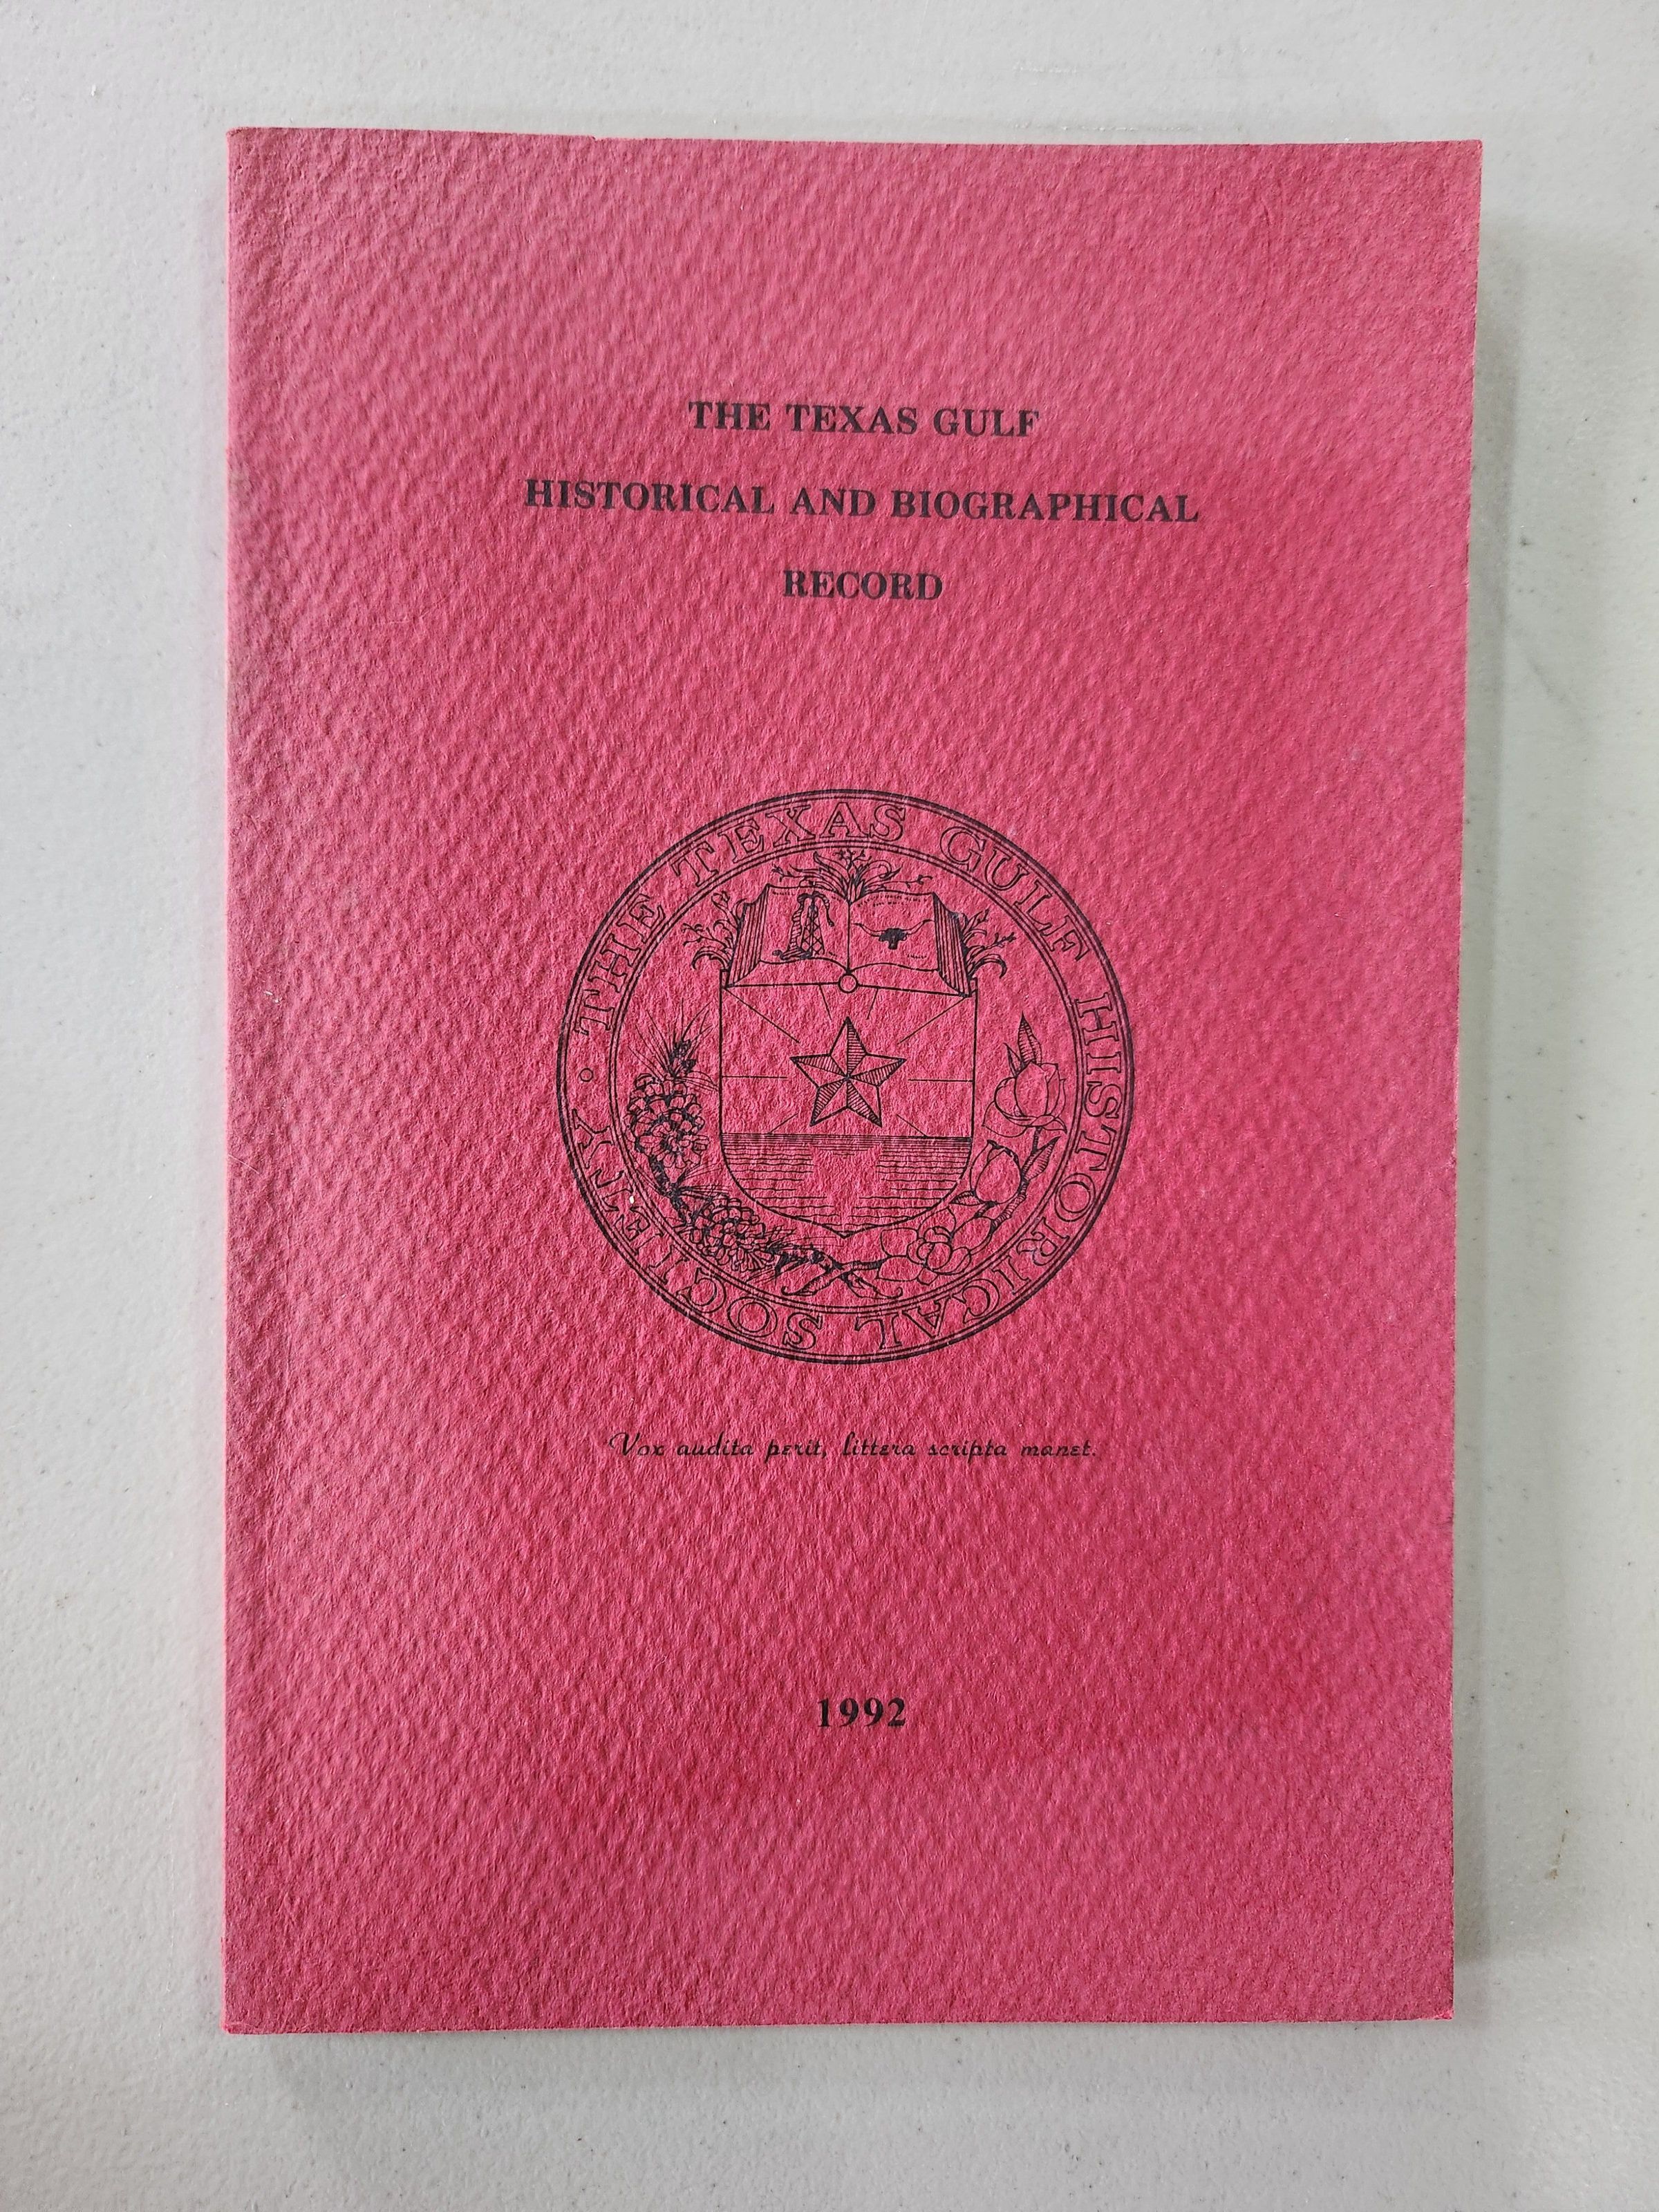 THE TEXAS GULF
HISTORICAL AND BIOGRAPHICAL
RECORD
THE TEXAS GULF HISTORICAL SOCIETY
Vox audita perit, littera scripta manet.
1992